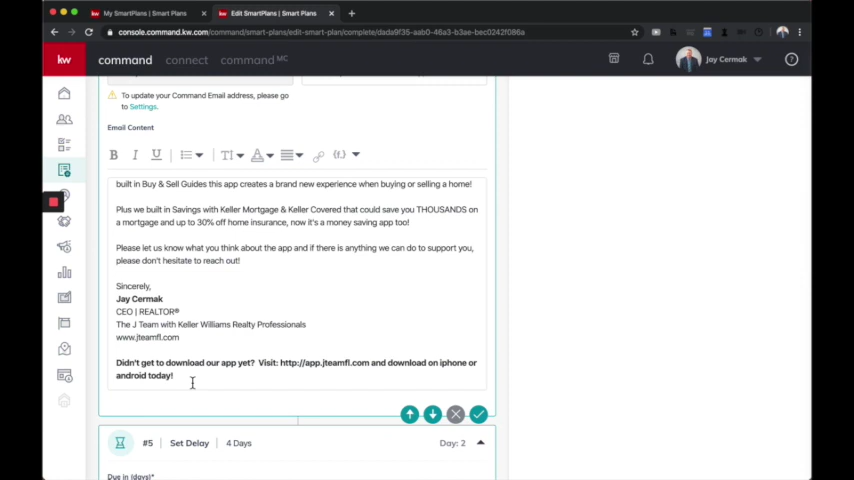 My SmartPlans | Smart Plans
Edit SmartPlans | Smart Plans
console.command.kw.com/command/smart-plans/edit-smart-plan/complete/dada9f35-aab0-46a3-b3ae-bec0242f086a
kw command connect command MC Jay Cermak
To update your Command Email address, please go
to Settings.
Email Content
B I U TI A {f.}
built in Buy & Sell Guides this app creates a brand new experience when buying or selling a home!
Plus we built in Savings with Keller Mortgage & Keller Covered that could save you THOUSANDS on
a mortgage and up to 30% off home insurance, now it's a money saving app too!
Please let us know what you think about the app and if there is anything we can do to support you,
please don't hesitate to reach out!
Sincerely,
Jay Cermak
CEO | REALTOR®
The J Team with Keller Williams Realty Professionals
www.jteamfl.com
Didn't get to download our app yet? Visit: http://app.jteamfl.com and download on iphone or
android today!
#5 Set Delay 4 Days Day: 2
Due in (days)*